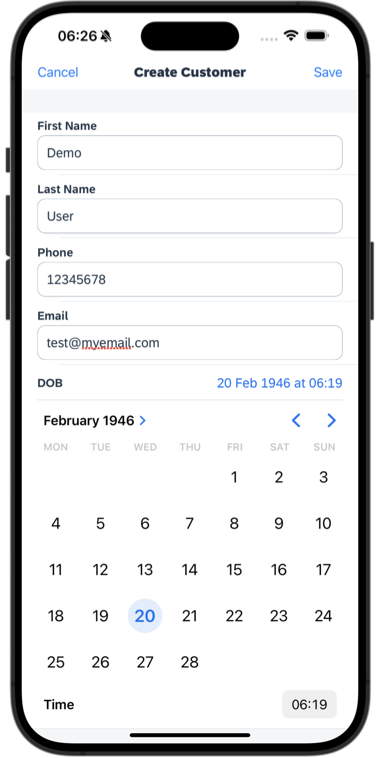 06:26
Cancel Create Customer Save
First Name
Demo
Last Name
User
Phone
12345678
Email
test@myemail.com
DOB 20 Feb 1946 at 06:19
February 1946
MON TUE WED THU FRI SAT SUN
1 2 3
4 5 6 7 8 9 10
11 12 13 14 15 16 17
18 19 20 21 22 23 24
25 26 27 28
Time 06:19